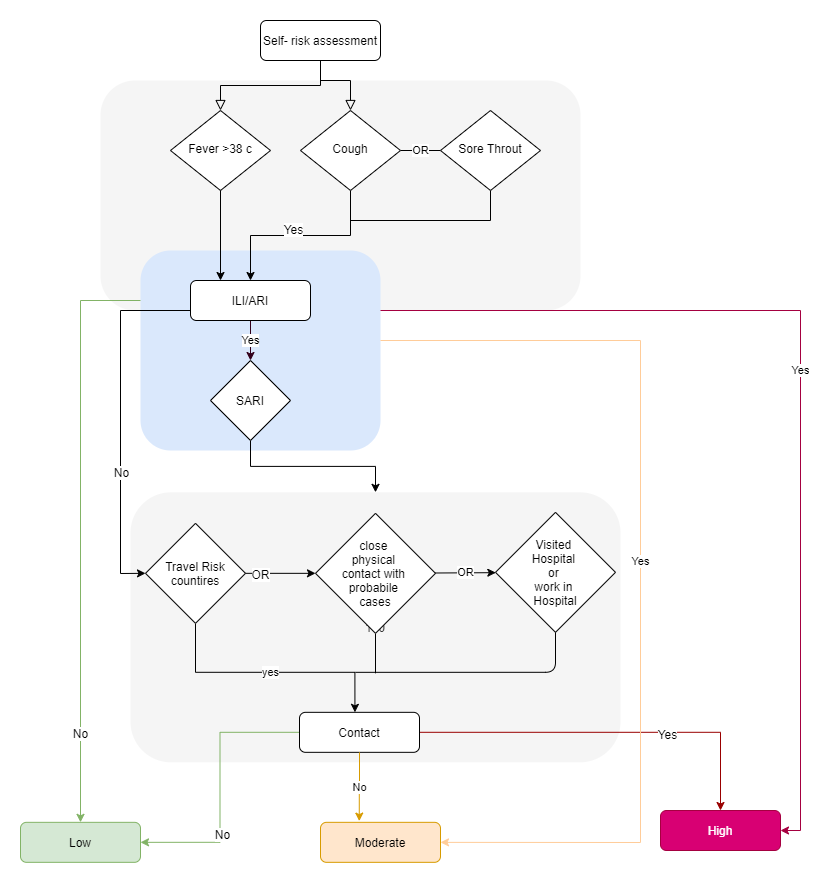 Self- risk assessment
Fever >38 c
Cough
OR
Sore Throut
Yes
ILI/ARI
Yes
Yes
SARI
No
Travel Risk
countires
OR
close
physical
contact with
probabile
cases
OR
Visited
Hospital
or
work in
Hospital
Yes
yes
Contact
No
Yes
No
No
Low
Moderate
High